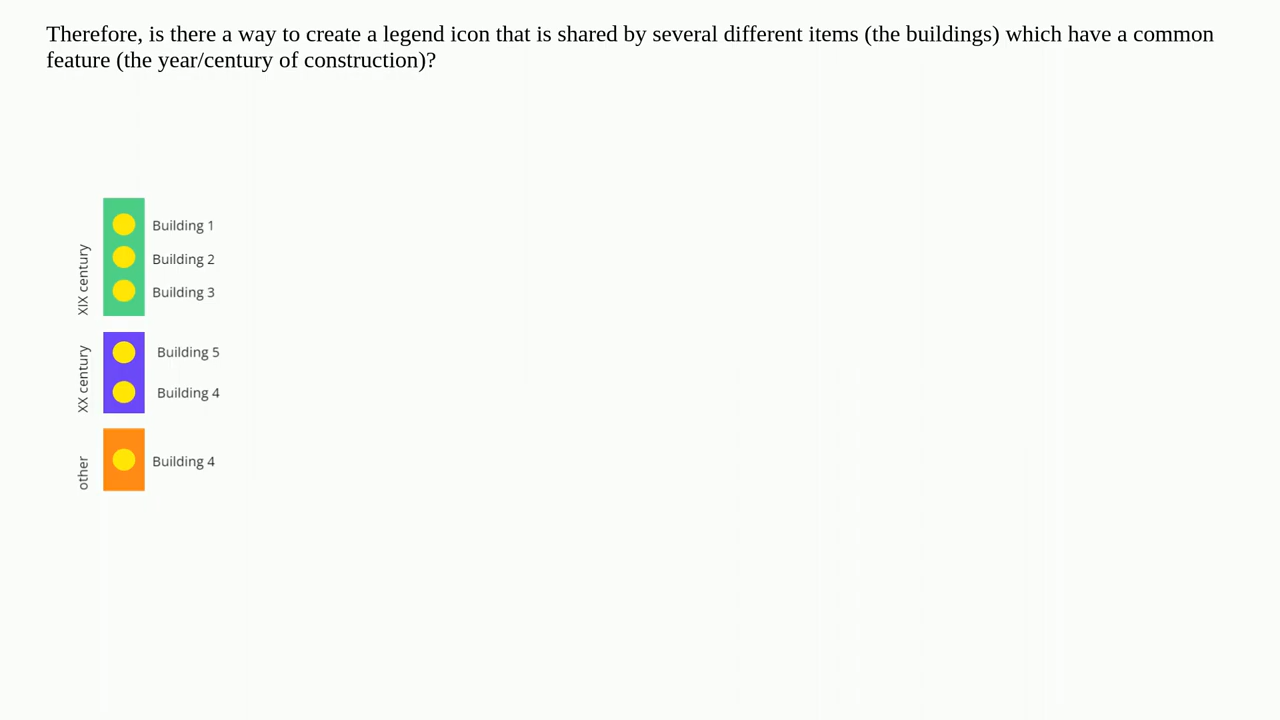 Therefore, is there a way to create a legend icon that is shared by several different items (the buildings) which have a common
feature (the year/century of construction)?
XIX century
Building 1
Building 2
Building 3
XX century
Building 5
Building 4
other
Building 4